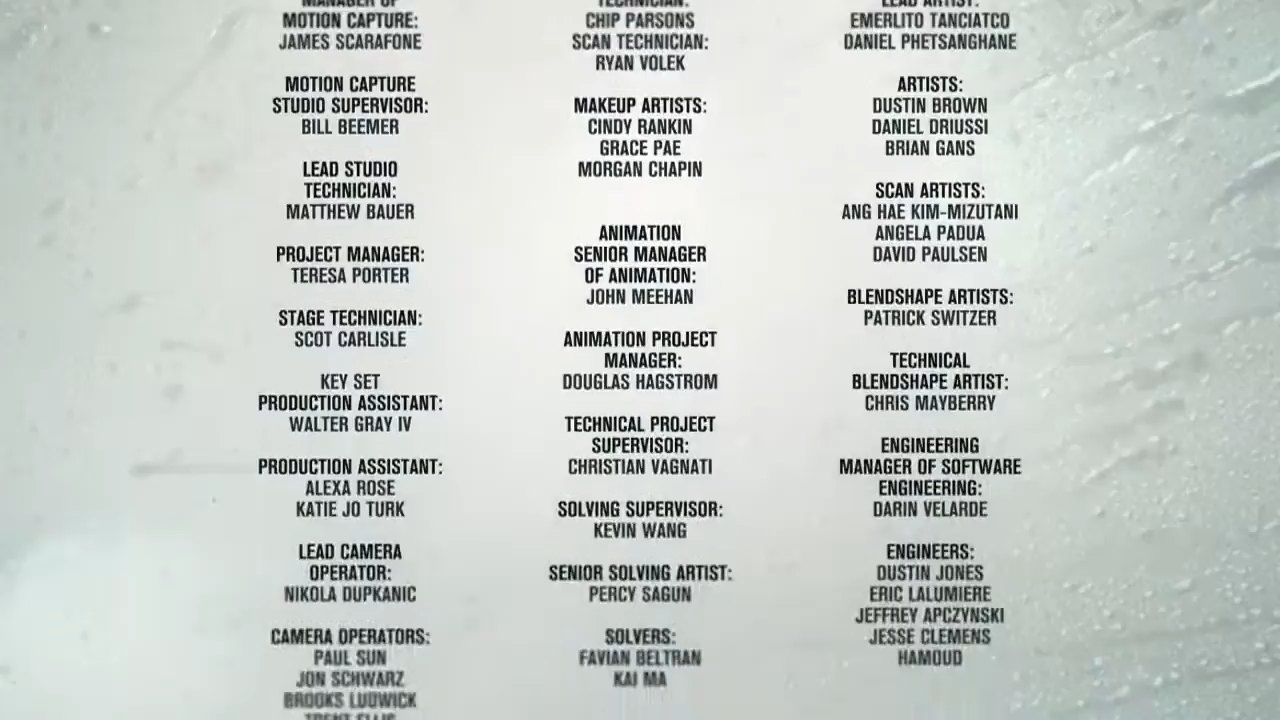 MANAGER OF
MOTION CAPTURE:
JAMES SCARAFONE
MOTION CAPTURE
STUDIO SUPERVISOR:
BILL BEEMER
LEAD STUDIO
TECHNICIAN:
MATTHEW BAUER
PROJECT MANAGER:
TERESA PORTER
STAGE TECHNICIAN:
SCOT CARLISLE
KEY SET
PRODUCTION ASSISTANT:
WALTER GRAY IV
PRODUCTION ASSISTANT:
ALEXA ROSE
KATIE JO TURK
LEAD CAMERA
OPERATOR:
NIKOLA DUPKANIC
CAMERA OPERATORS:
PAUL SUN
JON SCHWARZ
BROOKS LUDWICK
TRENT ELLIS
TECHNICIAN:
CHIP PARSONS
SCAN TECHNICIAN:
RYAN VOLEK
MAKEUP ARTISTS:
CINDY RANKIN
GRACE PAE
MORGAN CHAPIN
ANIMATION
SENIOR MANAGER
OF ANIMATION:
JOHN MEEHAN
ANIMATION PROJECT
MANAGER:
DOUGLAS HAGSTROM
TECHNICAL PROJECT
SUPERVISOR:
CHRISTIAN VAGNATI
SOLVING SUPERVISOR:
KEVIN WANG
SENIOR SOLVING ARTIST:
PERCY SAGUN
SOLVERS:
FAVIAN BELTRAN
KAI MA
LEAD ARTIST:
EMERLITO TANCIATCO
DANIEL PHETSANGHANE
ARTISTS:
DUSTIN BROWN
DANIEL DRIUSSI
BRIAN GANS
SCAN ARTISTS:
ANG HAE KIM-MIZUTANI
ANGELA PADUA
DAVID PAULSEN
BLENDSHAPE ARTISTS:
PATRICK SWITZER
TECHNICAL
BLENDSHAPE ARTIST:
CHRIS MAYBERRY
ENGINEERING
MANAGER OF SOFTWARE
ENGINEERING:
DARIN VELARDE
ENGINEERS:
DUSTIN JONES
ERIC LALUMIERE
JEFFREY APCZYNSKI
JESSE CLEMENS
HAMOUD